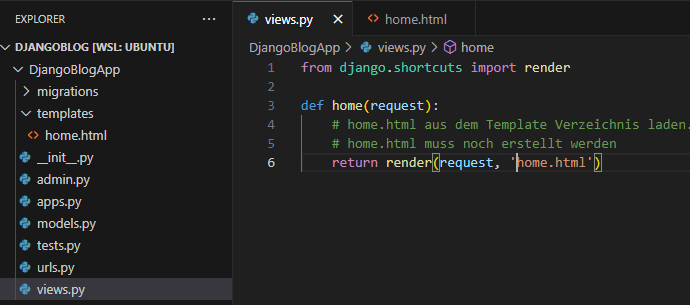 EXPLORER
DJANGOBLOG [WSL: UBUNTU]
DjangoBlogApp
migrations
templates
home.html
__init__.py
admin.py
apps.py
models.py
tests.py
urls.py
views.py
views.py
home.html
DjangoBlogApp > views.py > home
1 from django.shortcuts import render
2
3 def home(request):
4 # home.html aus dem Template Verzeichnis laden.
5 # home.html muss noch erstellt werden
6 return render(request, 'home.html')